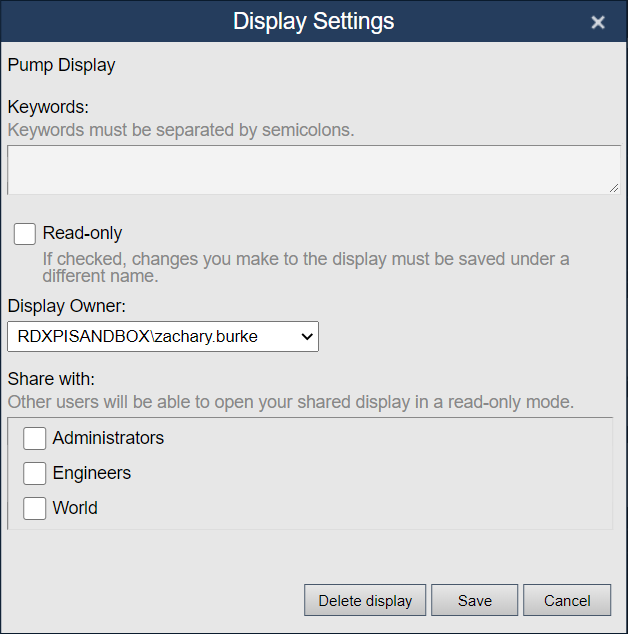 Display Settings
Pump Display
Keywords:
Keywords must be separated by semicolons.
Read-only
If checked, changes you make to the display must be saved under a
different name.
Display Owner:
RDXPISANDBOX\zachary.burke
Share with:
Other users will be able to open your shared display in a read-only mode.
Administrators
Engineers
World
Delete display Save Cancel